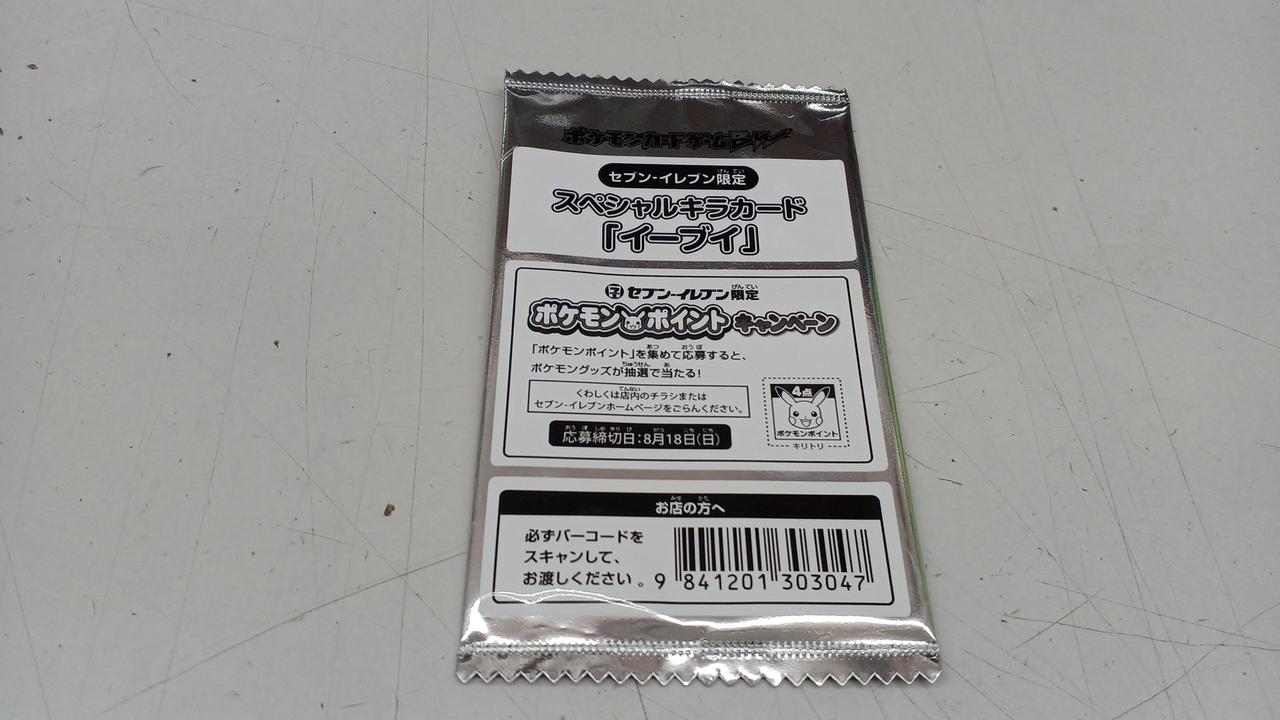 ポケモンカードゲームBW
セブン-イレブン限定
スペシャルキラカード
「イーブイ」
セブン-イレブン限定
ポケモンポイントキャンペーン
「ポケモンポイント」を集めて応募すると、
ポケモングッズが抽選で当たる!
くわしくは店内のチラシまたは
セブン-イレブンホームページをごらんください。
応募締切日:8月18日(日)
4点
ポケモンポイント
キリトリ
お店の方へ
必ずバーコードを
スキャンして、
お渡しください。
9 841201 303047